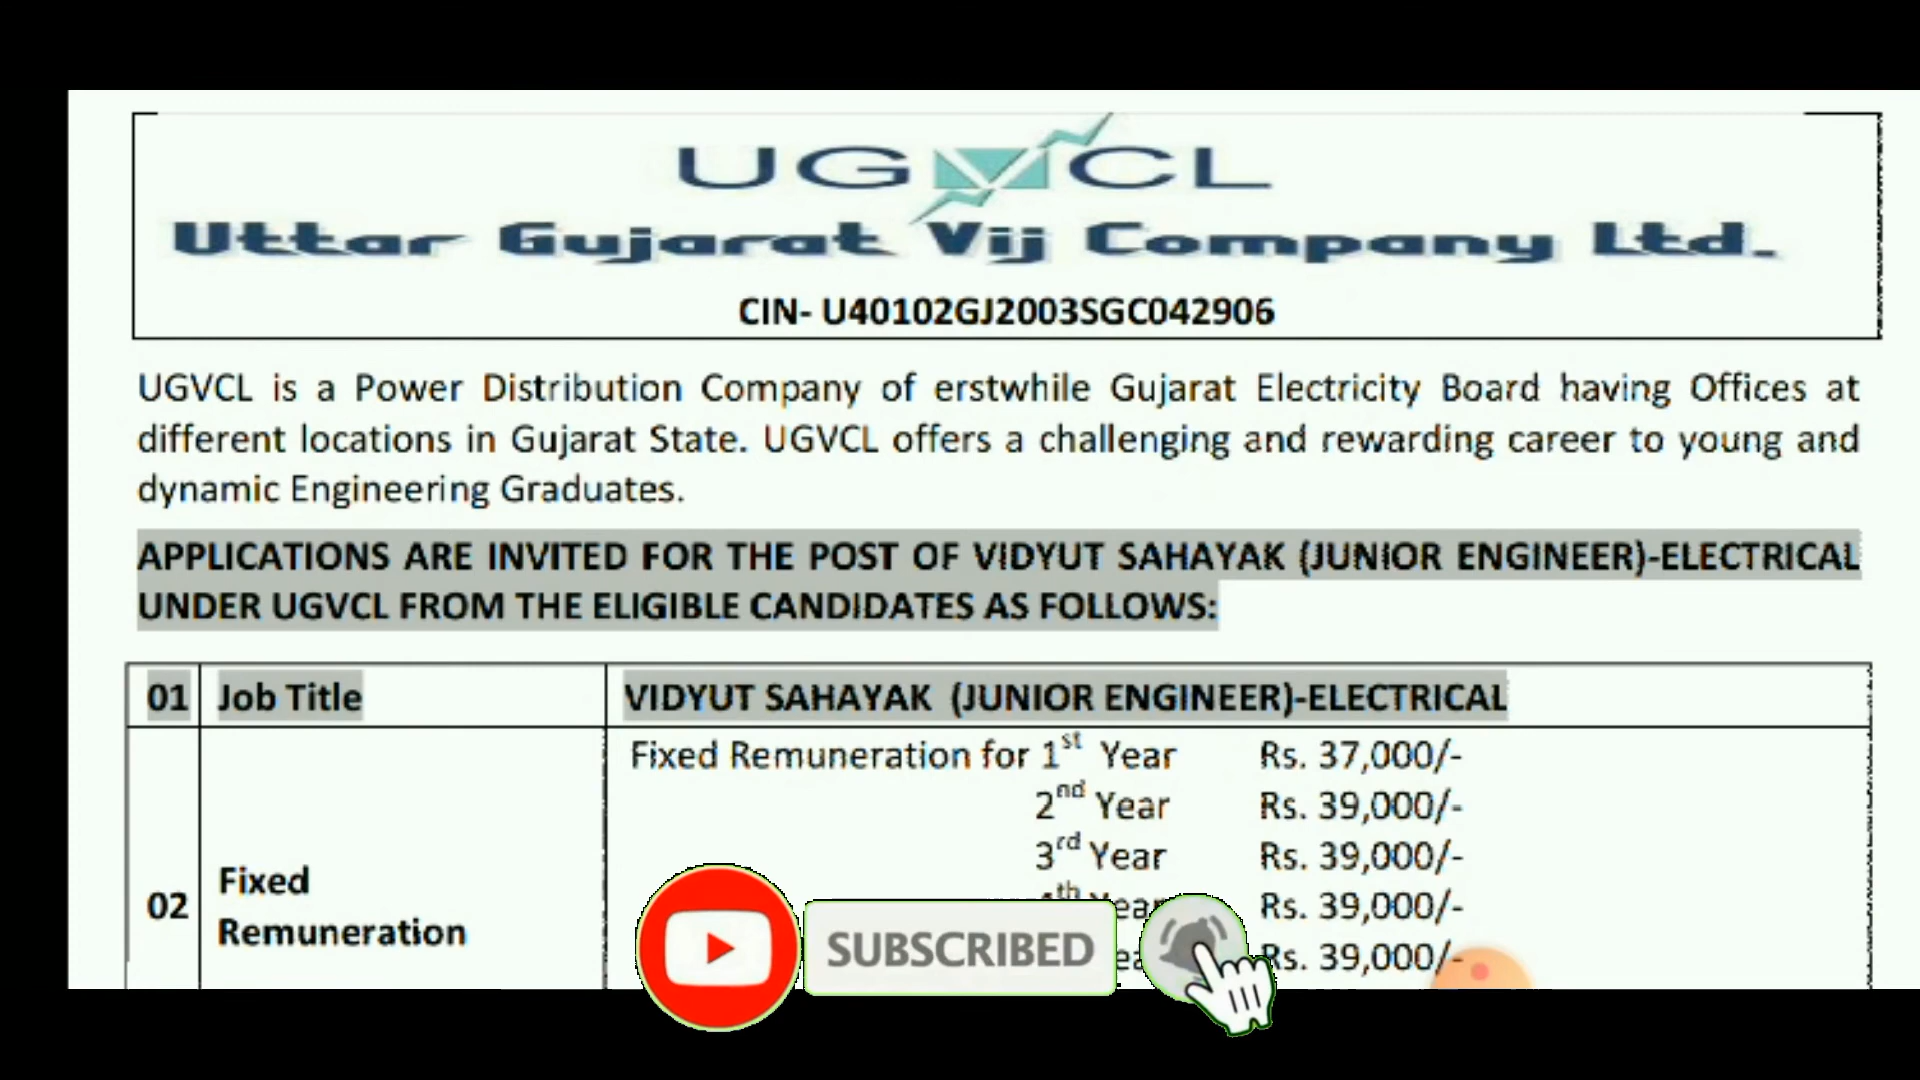 UGVCL
Uttar Gujarat Vij Company Ltd.
CIN- U40102GJ2003SGC042906
UGVCL is a Power Distribution Company of erstwhile Gujarat Electricity Board having Offices at
different locations in Gujarat State. UGVCL offers a challenging and rewarding career to young and
dynamic Engineering Graduates.
APPLICATIONS ARE INVITED FOR THE POST OF VIDYUT SAHAYAK (JUNIOR ENGINEER)-ELECTRICAL
UNDER UGVCL FROM THE ELIGIBLE CANDIDATES AS FOLLOWS:
01 Job Title VIDYUT SAHAYAK (JUNIOR ENGINEER)-ELECTRICAL
02 Fixed Remuneration
Fixed Remuneration for 1st Year Rs. 37,000/-
2nd Year Rs. 39,000/-
3rd Year Rs. 39,000/-
Rs. 39,000/-
Rs. 39,000/-
SUBSCRIBED